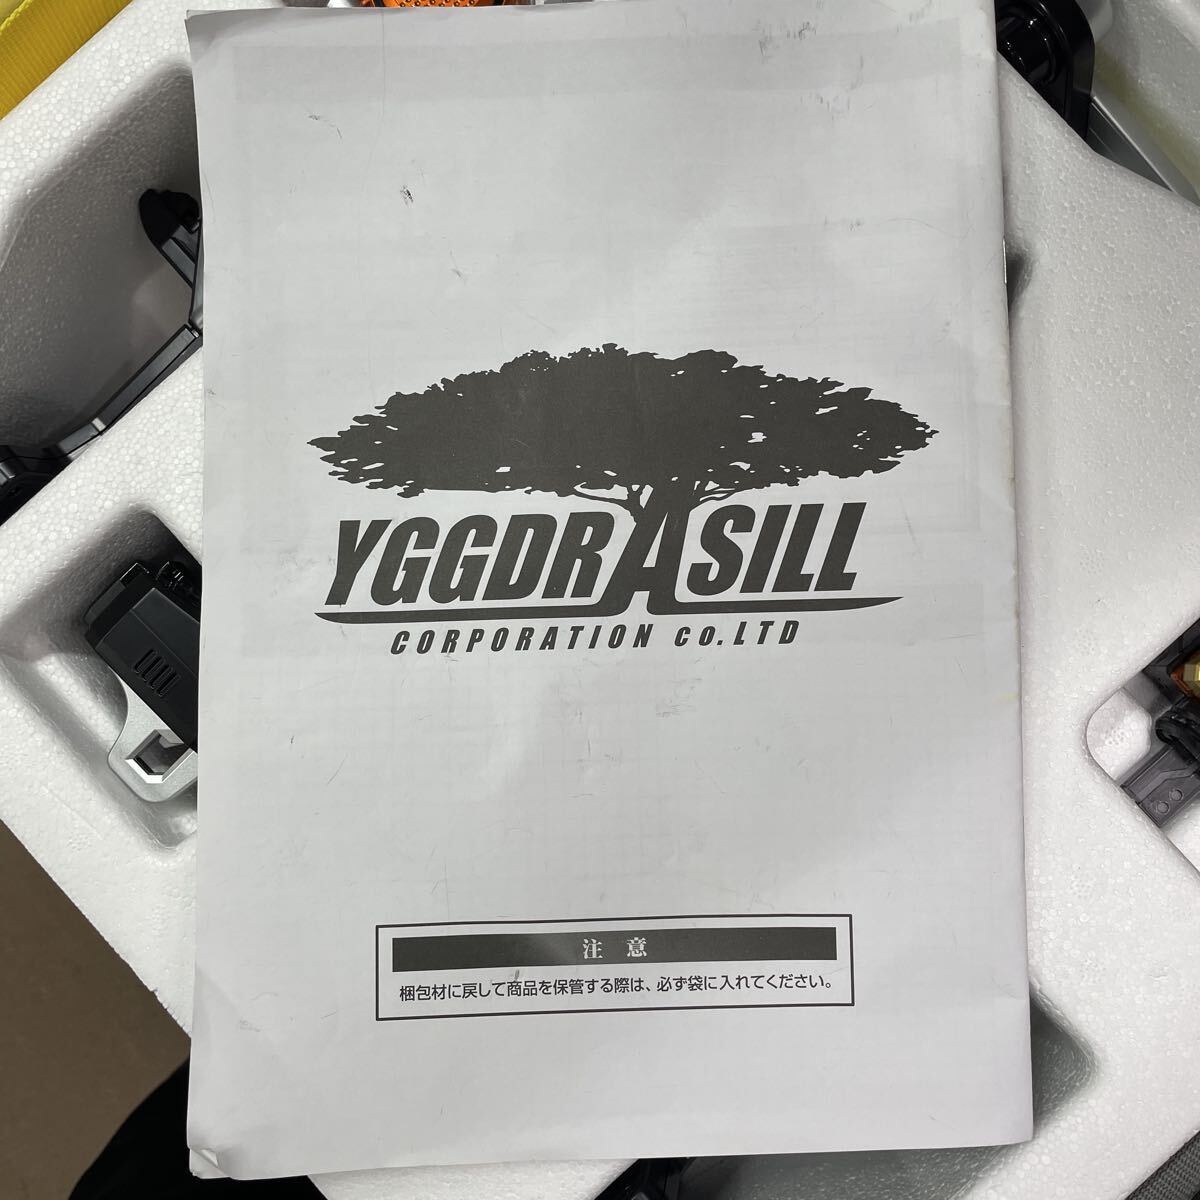 YGGDRASILL
CORPORATION CO.LTD
注意
梱包材に戻して商品を保管する際は、必ず袋に入れてください。